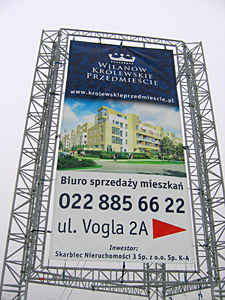 WILANÓW
KRÓLEWSKIE
PRZEDMIEŚCIE
www.krolewskieprzedmiescie.pl
Biuro sprzedaży mieszkań
022 885 66 22
ul. Vogla 2A
Inwestor:
Skarbiec Nieruchomości 3 Sp. z o.o. Sp. K-A